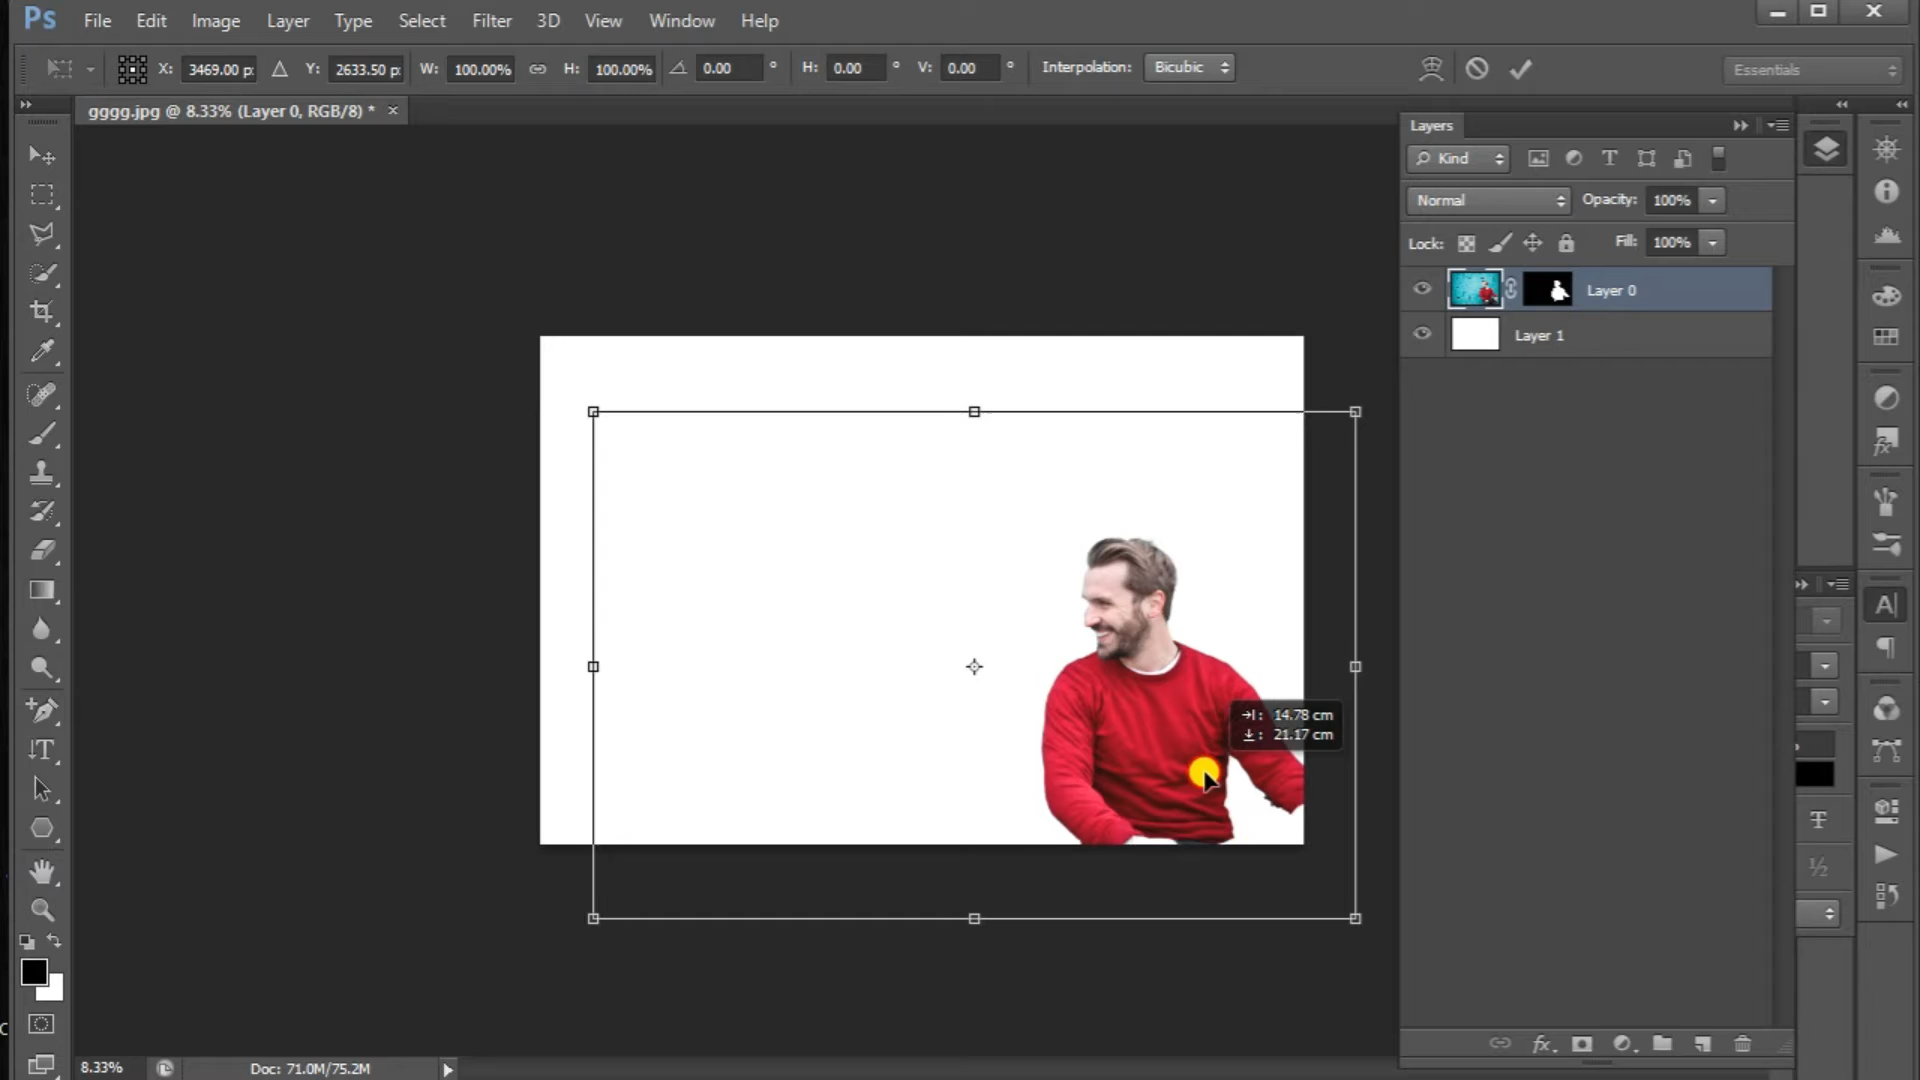 Ps File Edit Image Layer Type Select Filter 3D View Window Help
X: 3469.00 p: Y: 2633.50 p: W: 100.00% H: 100.00% 0.00 ° H: 0.00 ° V: 0.00 ° Interpolation: Bicubic Essentials
gggg.jpg @ 8.33% (Layer 0, RGB/8) * ×
Layers
Kind
Normal Opacity: 100%
Lock: Fill: 100%
Layer 0
Layer 1
14.78 cm
21.17 cm
fx.
8.33% Doc: 71.0M/75.2M